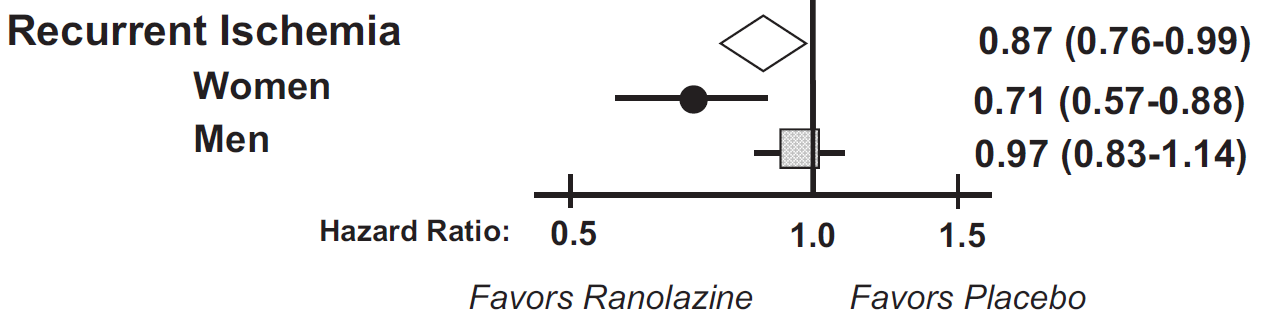 Recurrent Ischemia 0.87 (0.76-0.99)
Women 0.71 (0.57-0.88)
Men 0.97 (0.83-1.14)
Hazard Ratio: 0.5 1.0 1.5
Favors Ranolazine Favors Placebo